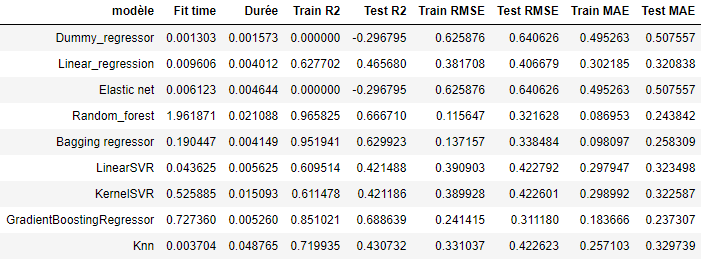 modèle Fit time Durée Train R2 Test R2 Train RMSE Test RMSE Train MAE Test MAE
Dummy_regressor 0.001303 0.001573 0.000000 -0.296795 0.625876 0.640626 0.495263 0.507557
Linear_regression 0.009606 0.004012 0.627702 0.465680 0.381708 0.406679 0.302185 0.320838
Elastic net 0.006123 0.004644 0.000000 -0.296795 0.625876 0.640626 0.495263 0.507557
Random_forest 1.961871 0.021088 0.965825 0.666710 0.115647 0.321628 0.086953 0.243842
Bagging regressor 0.190447 0.004149 0.951941 0.629923 0.137157 0.338484 0.098097 0.258309
LinearSVR 0.043625 0.005625 0.609514 0.421488 0.390903 0.422792 0.297947 0.323498
KernelSVR 0.525885 0.015093 0.611478 0.421186 0.389928 0.422601 0.298992 0.322587
GradientBoostingRegressor 0.727360 0.005260 0.851021 0.688639 0.241415 0.311180 0.183666 0.237307
Knn 0.003704 0.048765 0.719935 0.430732 0.331037 0.422623 0.257103 0.329739